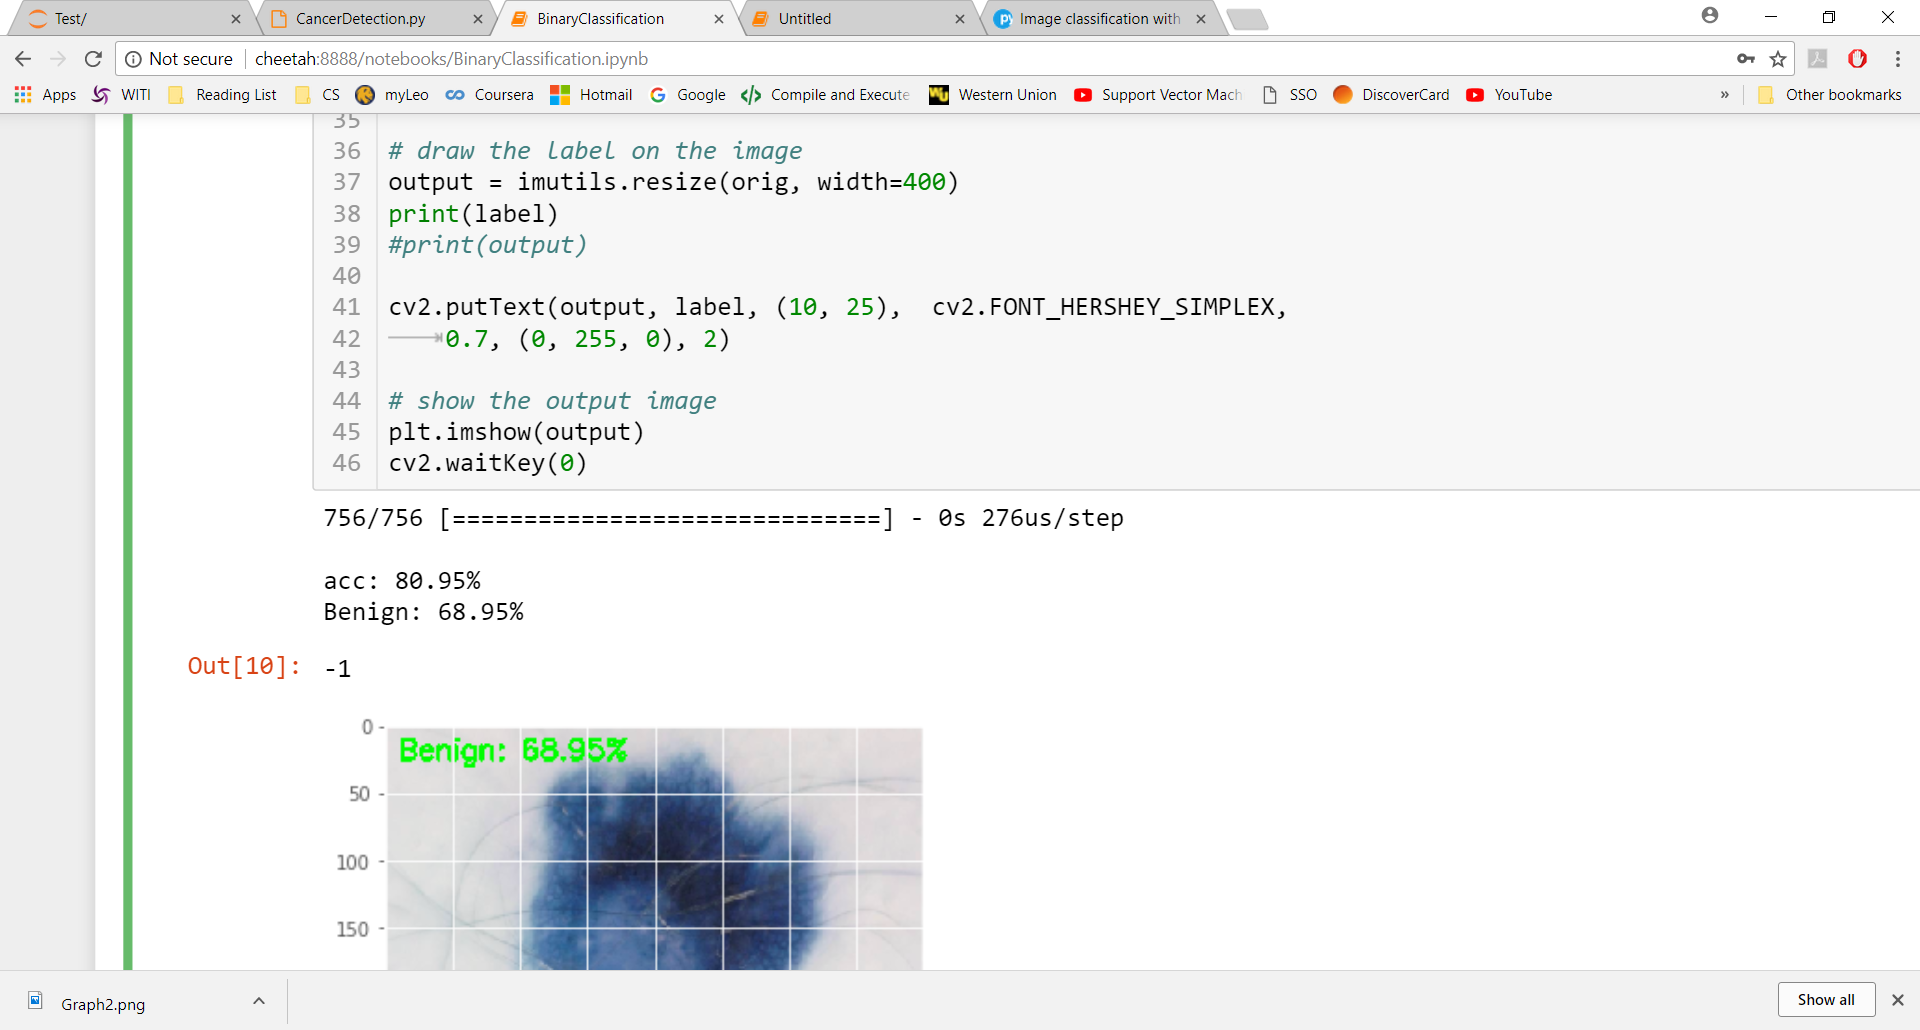 Test/ CancerDetection.py BinaryClassification Untitled Image classification with
Not secure cheetah:8888/notebooks/BinaryClassification.ipynb
Apps WITI Reading List CS myLeo Coursera Hotmail Google Compile and Execute Western Union Support Vector Mach SSO DiscoverCard YouTube » Other bookmarks
35
36 # draw the label on the image
37 output = imutils.resize(orig, width=400)
38 print(label)
39 #print(output)
40
41 cv2.putText(output, label, (10, 25),  cv2.FONT_HERSHEY_SIMPLEX,
42 0.7, (0, 255, 0), 2)
43
44 # show the output image
45 plt.imshow(output)
46 cv2.waitKey(0)
756/756 [==============================] - 0s 276us/step
acc: 80.95%
Benign: 68.95%
Out[10]: -1
0
Benign: 68.95%
50
100
150
Graph2.png Show all